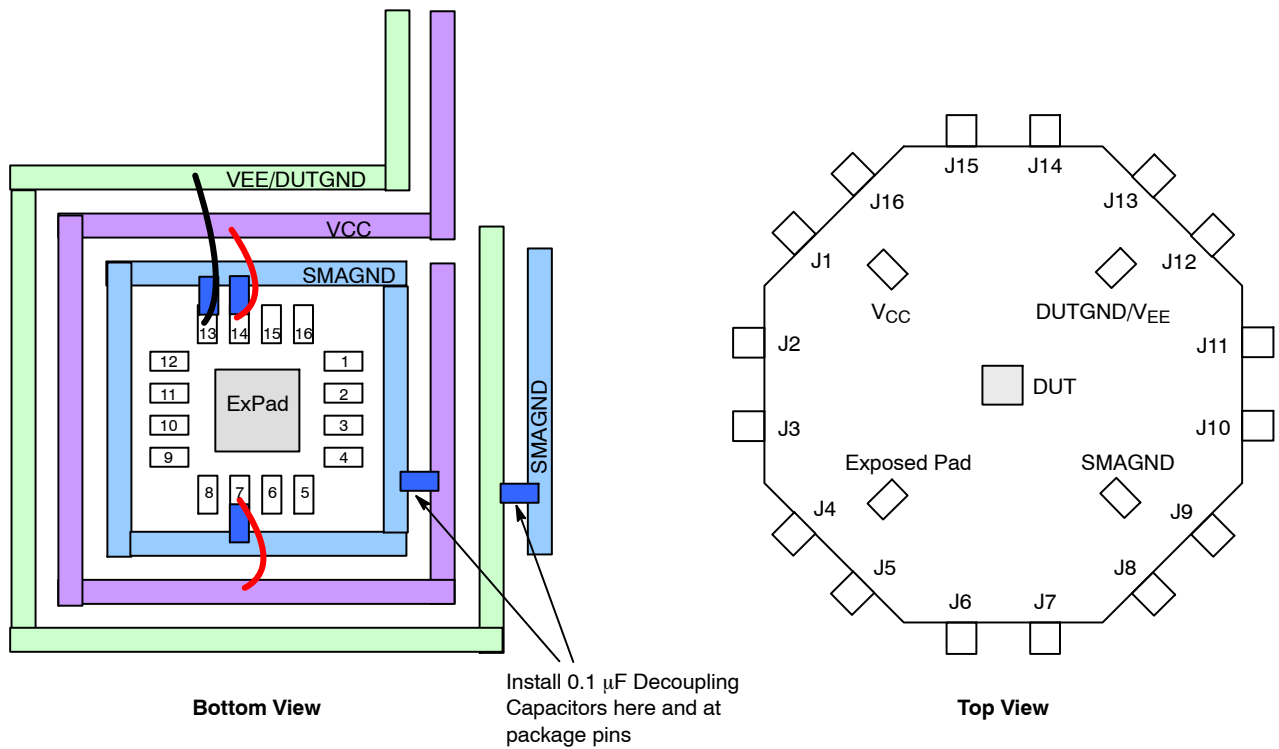 VEE/DUTGND
VCC
SMAGND
13 14 15 16
12
11
10
9
ExPad
1
2
3
4
8 7 6 5
SMAGND
Install 0.1 μF Decoupling
Capacitors here and at
package pins
Bottom View
J15 J14
J16 J13
J1 J12
VCC
DUTGND/VEE
J2 J11
DUT
J3 J10
Exposed Pad SMAGND
J4 J9
J5 J8
J6 J7
Top View